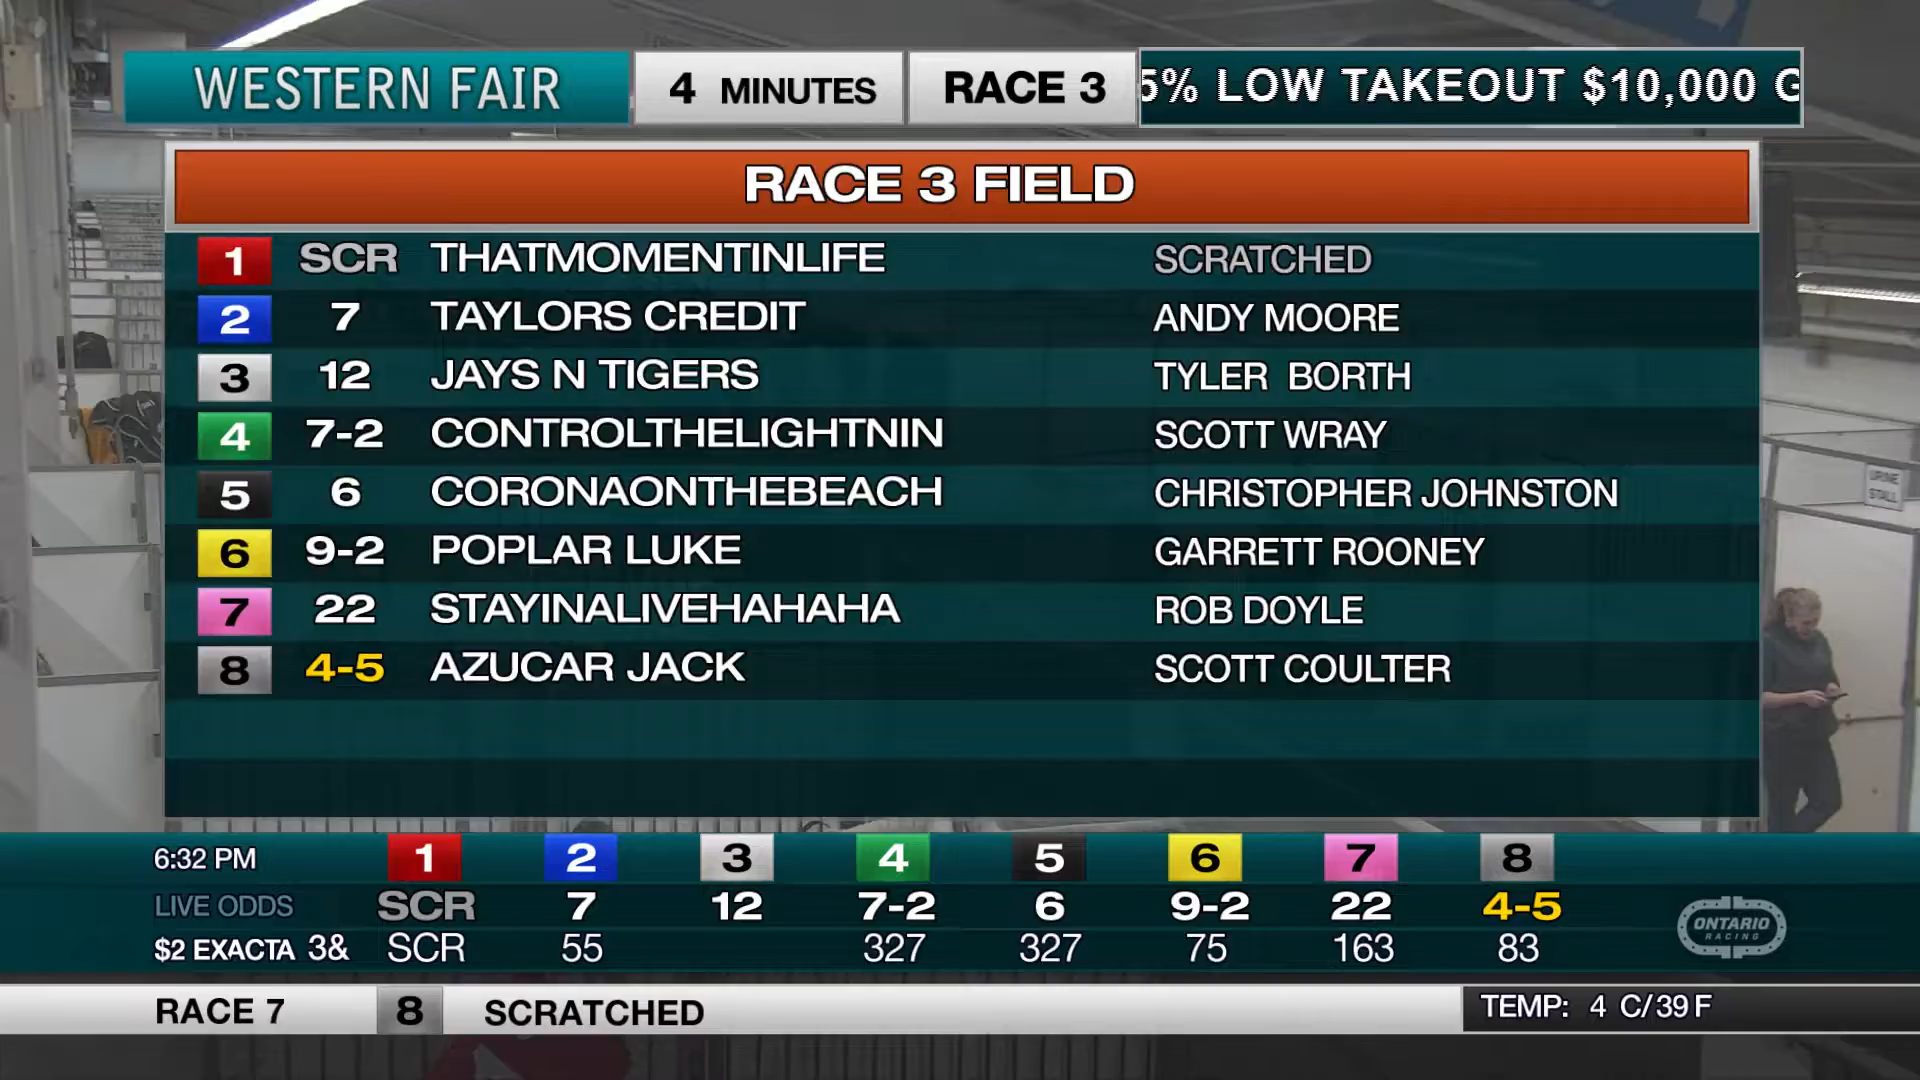 WESTERN FAIR
4 MINUTES
RACE 3
5% LOW TAKEOUT $10,000 G
RACE 3 FIELD
1 SCR THATMOMENTINLIFE SCRATCHED
2 7 TAYLORS CREDIT ANDY MOORE
3 12 JAYS N TIGERS TYLER BORTH
4 7-2 CONTROLTHELIGHTNIN SCOTT WRAY
5 6 CORONAONTHEBEACH CHRISTOPHER JOHNSTON
6 9-2 POPLAR LUKE GARRETT ROONEY
7 22 STAYINALIVEHAHAHA ROB DOYLE
8 4-5 AZUCAR JACK SCOTT COULTER
URINE
STALL
6:32 PM 1 2 3 4 5 6 7 8
LIVE ODDS SCR 7 12 7-2 6 9-2 22 4-5
$2 EXACTA 3& SCR 55 327 327 75 163 83
ONTARIO
RACING
RACE 7 8 SCRATCHED
TEMP: 4 C/39 F